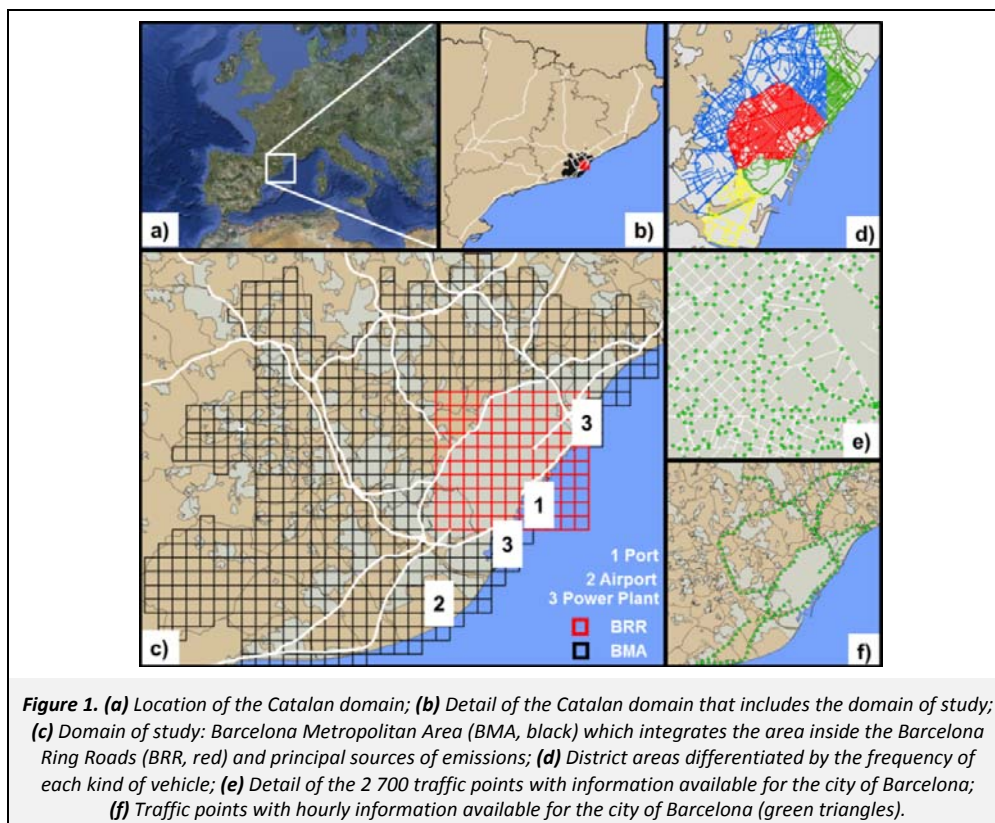 a)
b)
d)
3
1
3
2
1 Port
2 Airport
3 Power Plant
BRR
BMA
c)
e)
f)
Figure 1. (a) Location of the Catalan domain; (b) Detail of the Catalan domain that includes the domain of study;
(c) Domain of study: Barcelona Metropolitan Area (BMA, black) which integrates the area inside the Barcelona
Ring Roads (BRR, red) and principal sources of emissions; (d) District areas differentiated by the frequency of
each kind of vehicle; (e) Detail of the 2 700 traffic points with information available for the city of Barcelona;
(f) Traffic points with hourly information available for the city of Barcelona (green triangles).